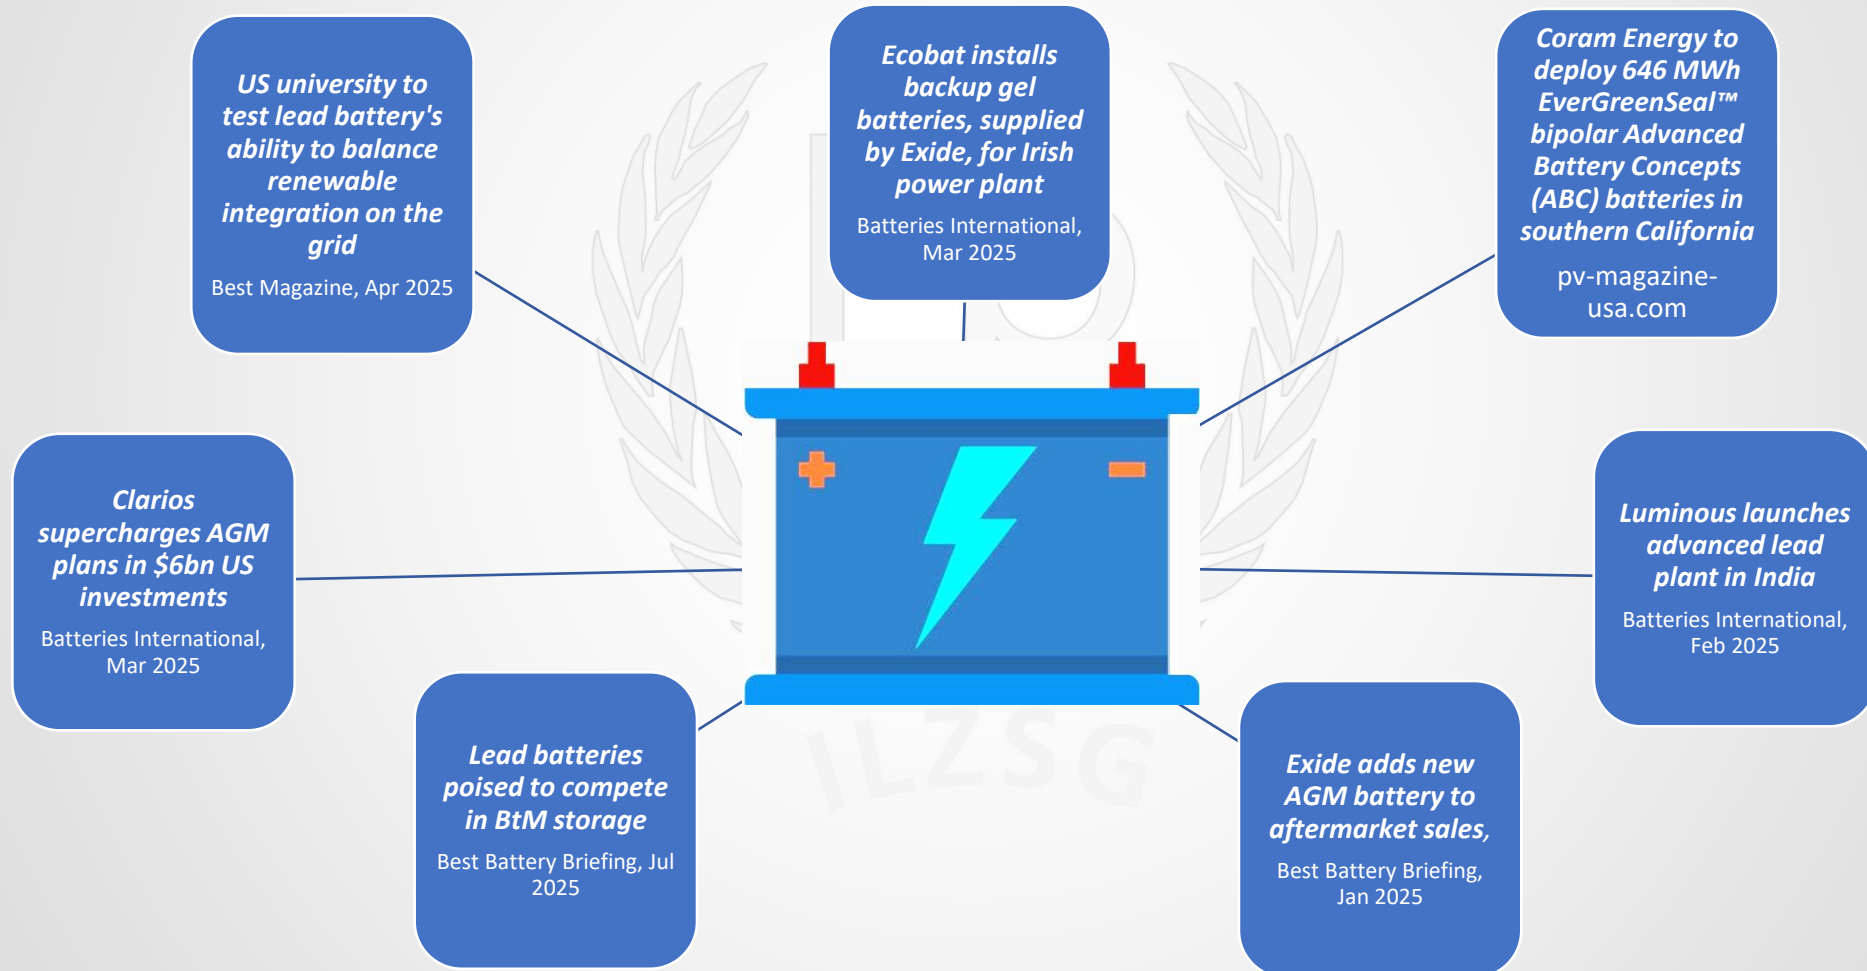 US university to
test lead battery's
ability to balance
renewable
integration on the
grid
Best Magazine, Apr 2025
Ecobat installs
backup gel
batteries, supplied
by Exide, for Irish
power plant
Batteries International,
Mar 2025
Coram Energy to
deploy 646 MWh
EverGreenSeal™
bipolar Advanced
Battery Concepts
(ABC) batteries in
southern California
pv-magazine-
usa.com
Clarios
supercharges AGM
plans in $6bn US
investments
Batteries International,
Mar 2025
Luminous launches
advanced lead
plant in India
Batteries International,
Feb 2025
Lead batteries
poised to compete
in BtM storage
Best Battery Briefing, Jul
2025
Exide adds new
AGM battery to
aftermarket sales,
Best Battery Briefing,
Jan 2025
ILZSG